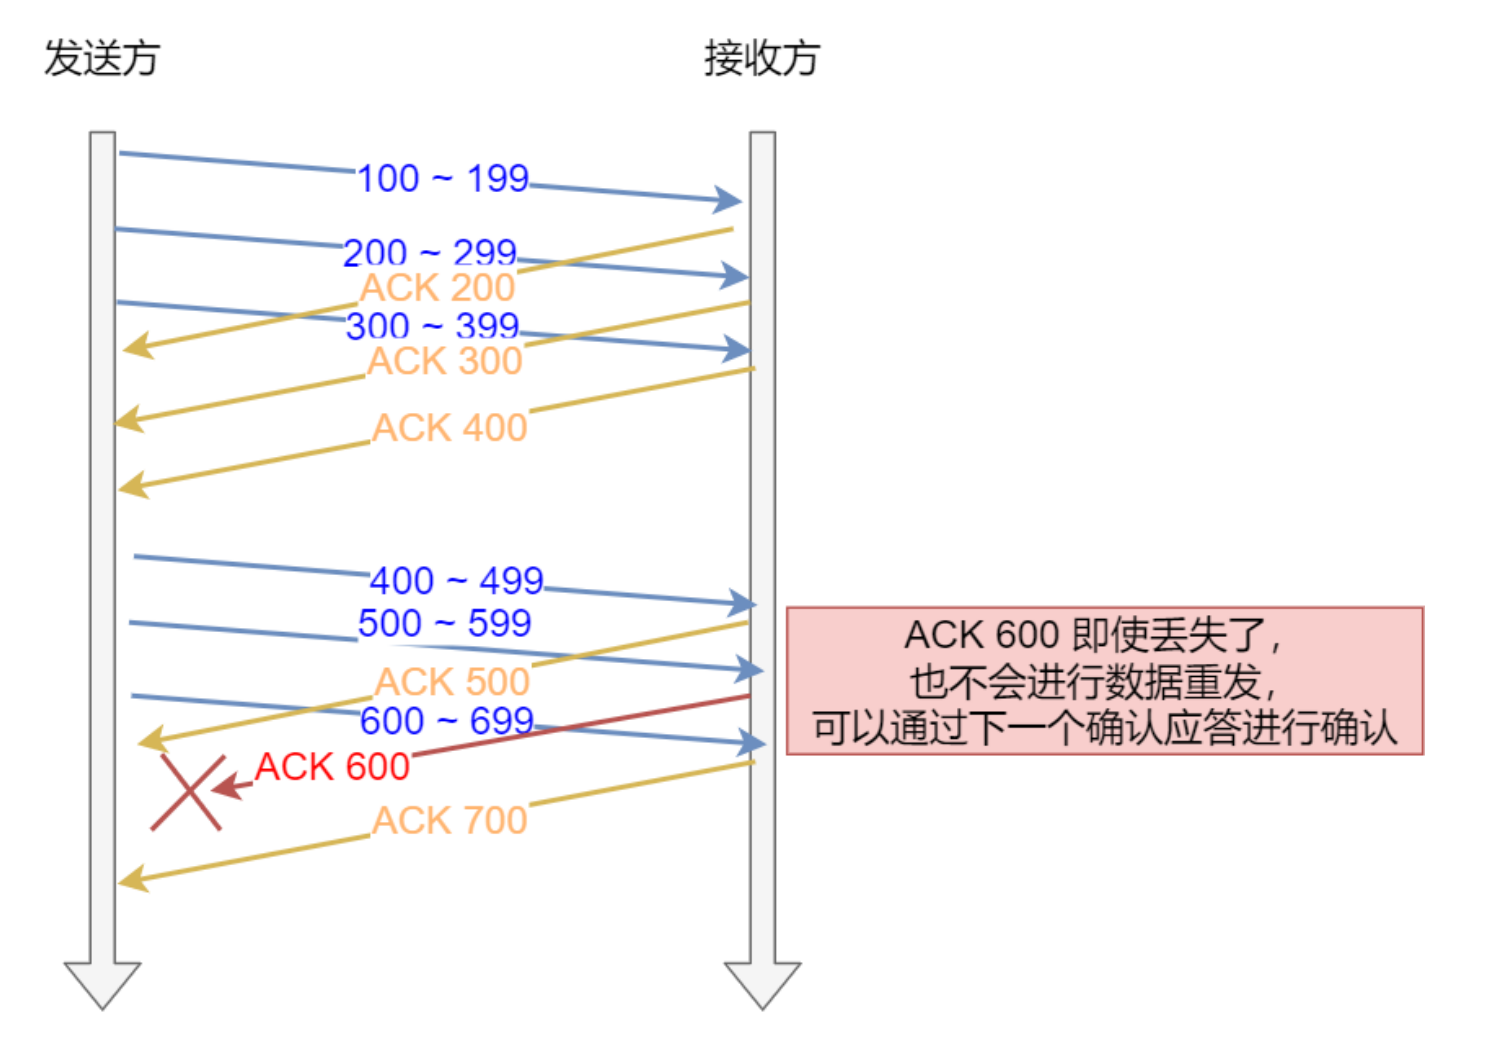 发送方
接收方
100 ~ 199
200 ~ 299
ACK 200
300 ~ 399
ACK 300
ACK 400
400 ~ 499
500 ~ 599
ACK 500
600 ~ 699
ACK 600
ACK 700
ACK 600 即使丢失了，
也不会进行数据重发，
可以通过下一个确认应答进行确认